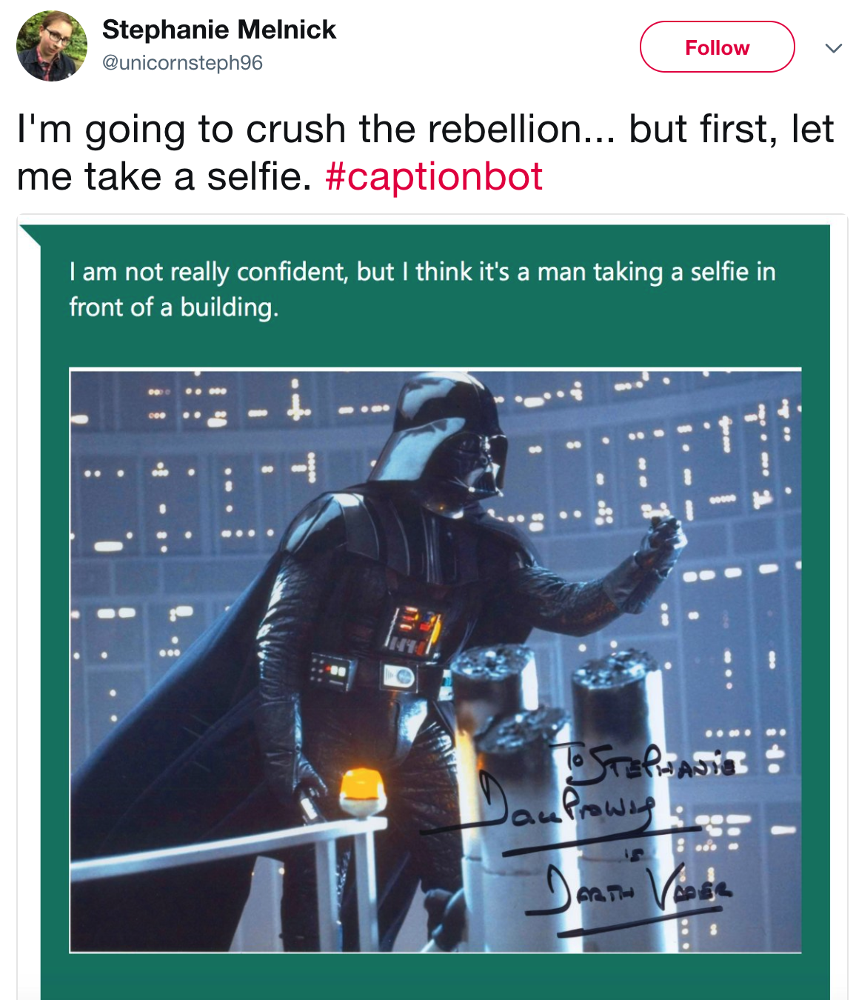 Stephanie Melnick
@unicornsteph96
Follow
I'm going to crush the rebellion... but first, let
me take a selfie. #captionbot
I am not really confident, but I think it's a man taking a selfie in
front of a building.
To STEPHANIE
Dave Prowse
is
DARTH VADER